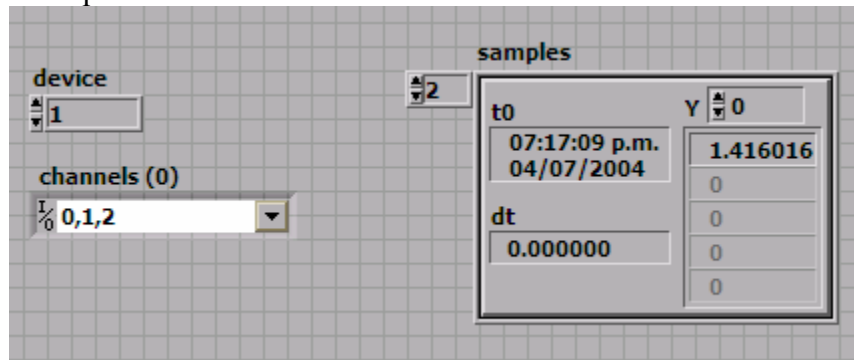 samples
device
2
1
t0
Y 0
07:17:09 p.m.
04/07/2004
1.416016
channels (0)
0
I/O 0,1,2
dt
0
0.000000
0
0